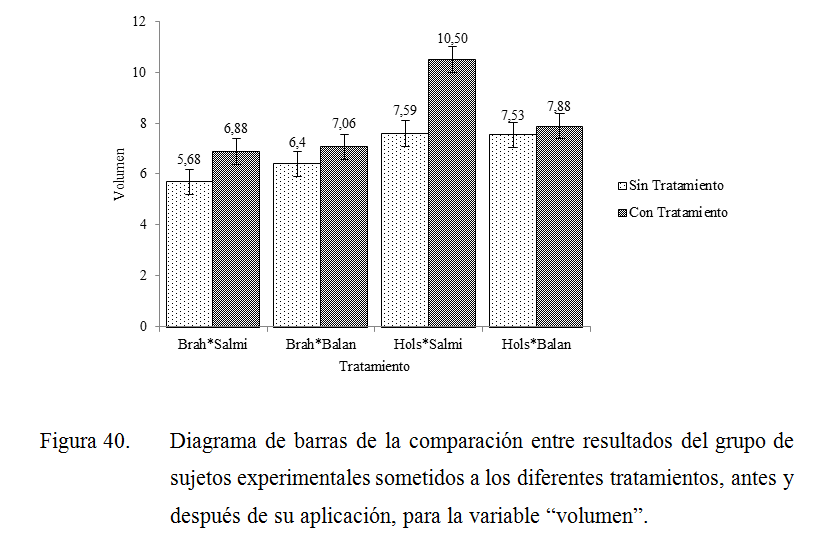 12
10
8
6
4
2
0
Volumen
5,68
6,88
6,4
7,06
7,59
10,50
7,53
7,88
Brah*Salmi Brah*Balan Hols*Salmi Hols*Balan
Tratamiento
Sin Tratamiento
Con Tratamiento
Figura 40. Diagrama de barras de la comparación entre resultados del grupo de
sujetos experimentales sometidos a los diferentes tratamientos, antes y
después de su aplicación, para la variable “volumen”.